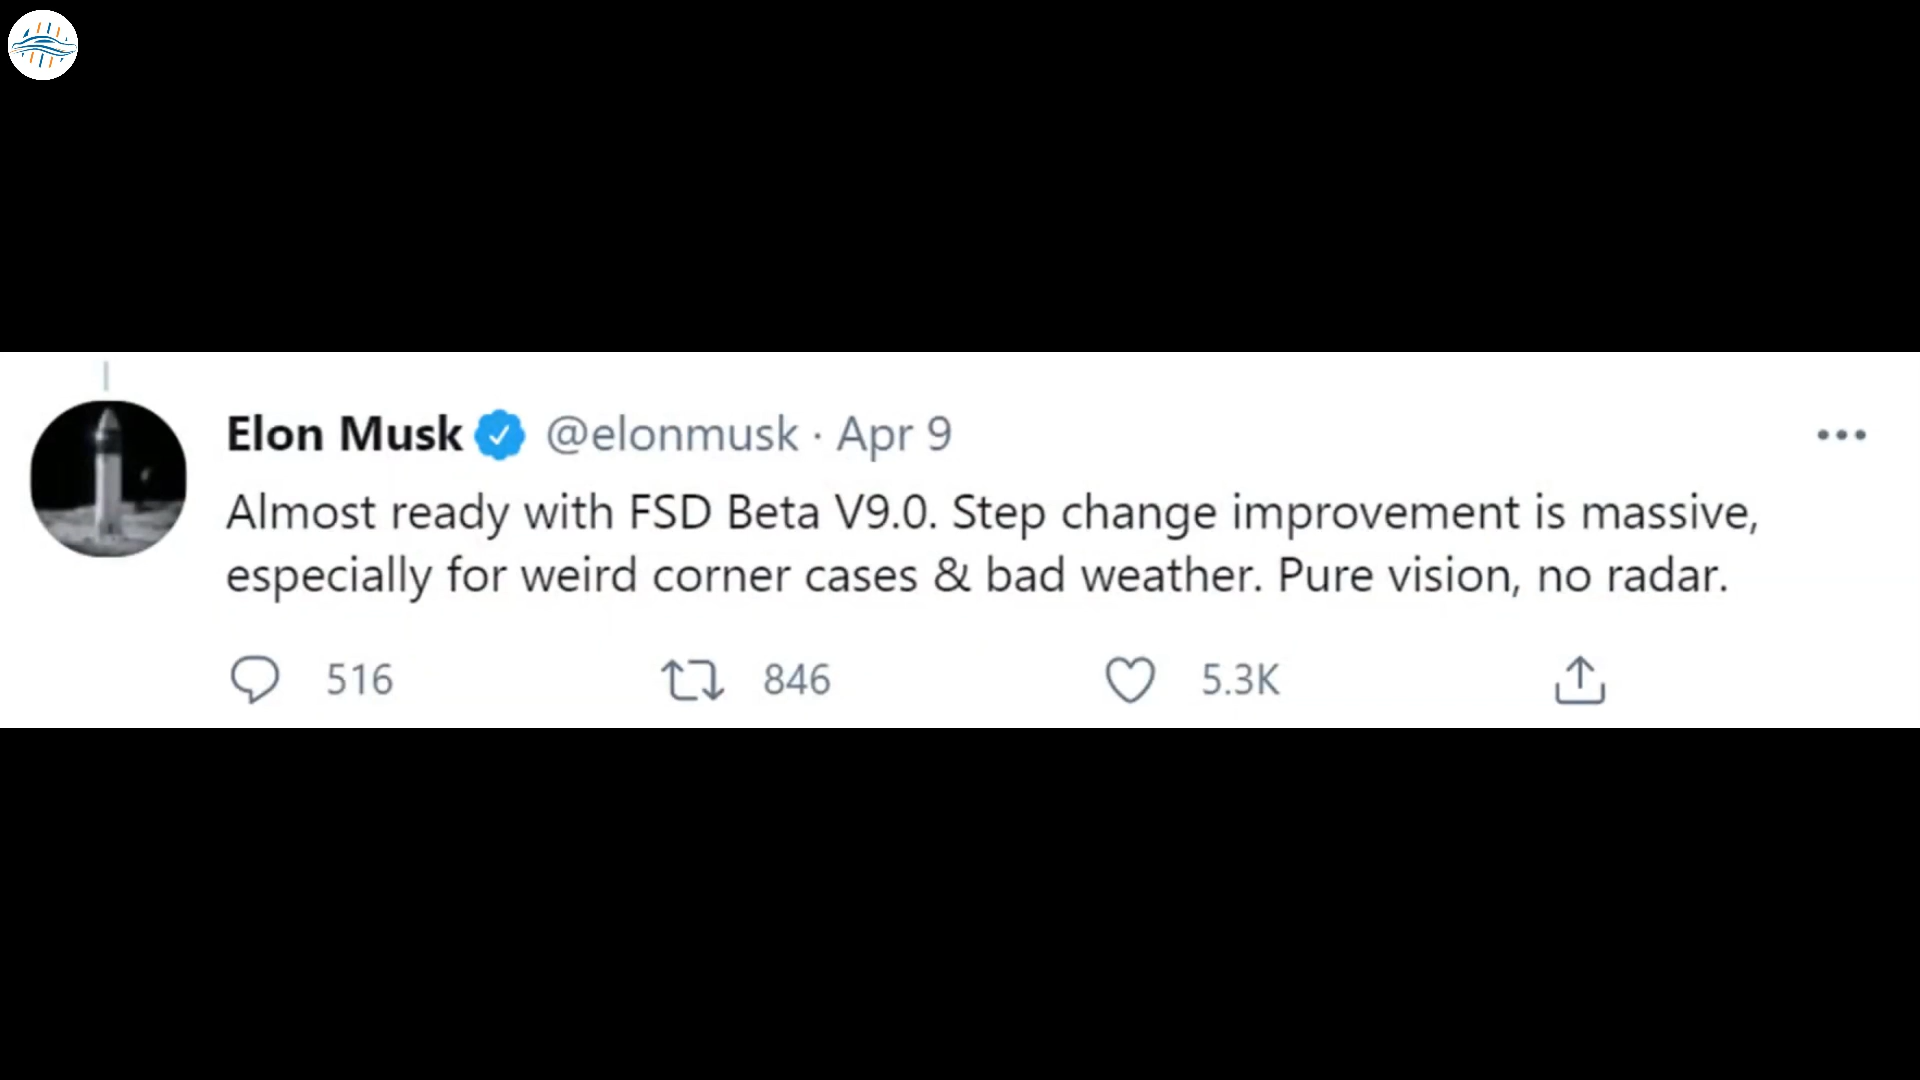 Elon Musk @elonmusk · Apr 9
Almost ready with FSD Beta V9.0. Step change improvement is massive,
especially for weird corner cases & bad weather. Pure vision, no radar.
516 846 5.3K